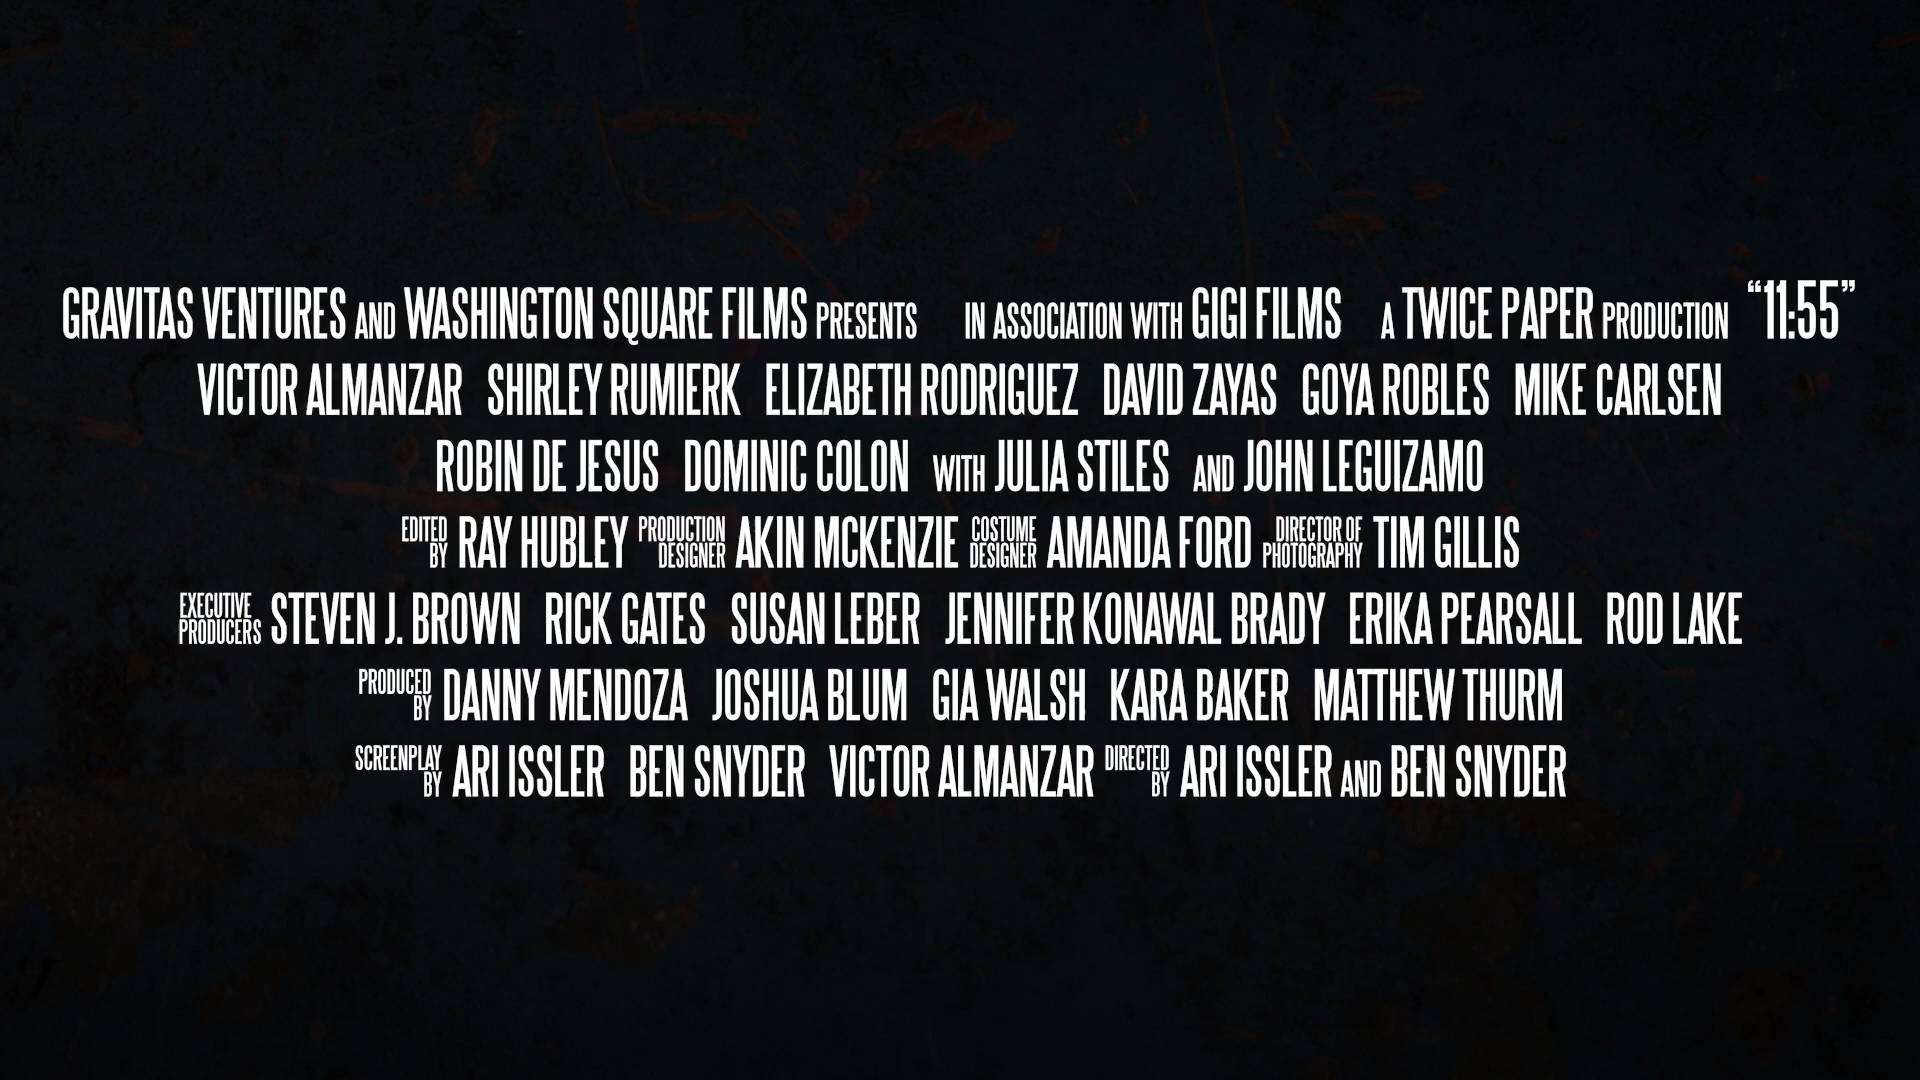 GRAVITAS VENTURES AND WASHINGTON SQUARE FILMS PRESENTS IN ASSOCIATION WITH GIGI FILMS A TWICE PAPER PRODUCTION “11:55”
VICTOR ALMANZAR SHIRLEY RUMIERK ELIZABETH RODRIGUEZ DAVID ZAYAS GOYA ROBLES MIKE CARLSEN
ROBIN DE JESUS DOMINIC COLON WITH JULIA STILES AND JOHN LEGUIZAMO
EDITED BY RAY HUBLEY PRODUCTION DESIGNER AKIN MCKENZIE COSTUME DESIGNER AMANDA FORD DIRECTOR OF PHOTOGRAPHY TIM GILLIS
EXECUTIVE PRODUCERS STEVEN J. BROWN RICK GATES SUSAN LEBER JENNIFER KONAWAL BRADY ERIKA PEARSALL ROD LAKE
PRODUCED BY DANNY MENDOZA JOSHUA BLUM GIA WALSH KARA BAKER MATTHEW THURM
SCREENPLAY BY ARI ISSLER BEN SNYDER VICTOR ALMANZAR DIRECTED BY ARI ISSLER AND BEN SNYDER